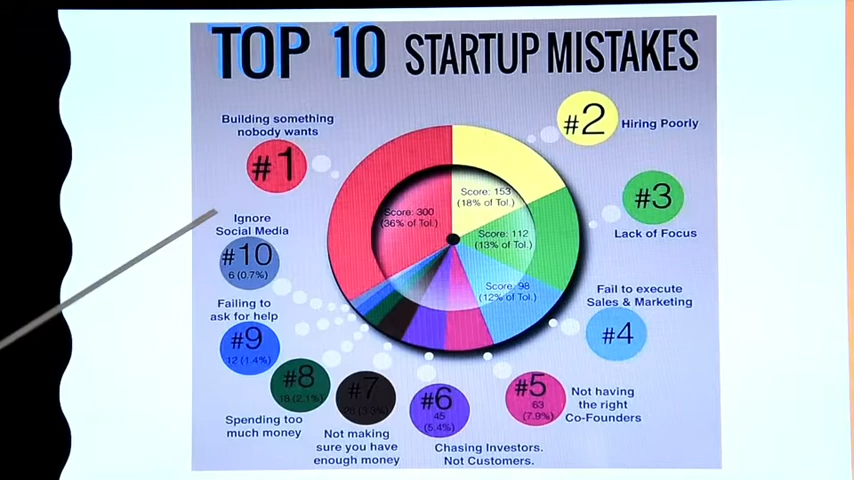 TOP 10 STARTUP MISTAKES
Building something
nobody wants
#1
#2
Hiring Poorly
#3
Lack of Focus
Score: 300
(36% of Tol.)
Score: 153
(18% of Tol.)
Score: 112
(13% of Tol.)
Score: 98
(12% of Tol.)
Ignore
Social Media
#10
6 (0.7%)
Fail to execute
Sales & Marketing
#4
Failing to
ask for help
#9
12 (1.4%)
#8
18 (2.1%)
Spending too
much money
#7
Not making
sure you have
enough money
#6
45
(5.4%)
Chasing Investors.
Not Customers.
#5
63
(7.9%)
Not having
the right
Co-Founders